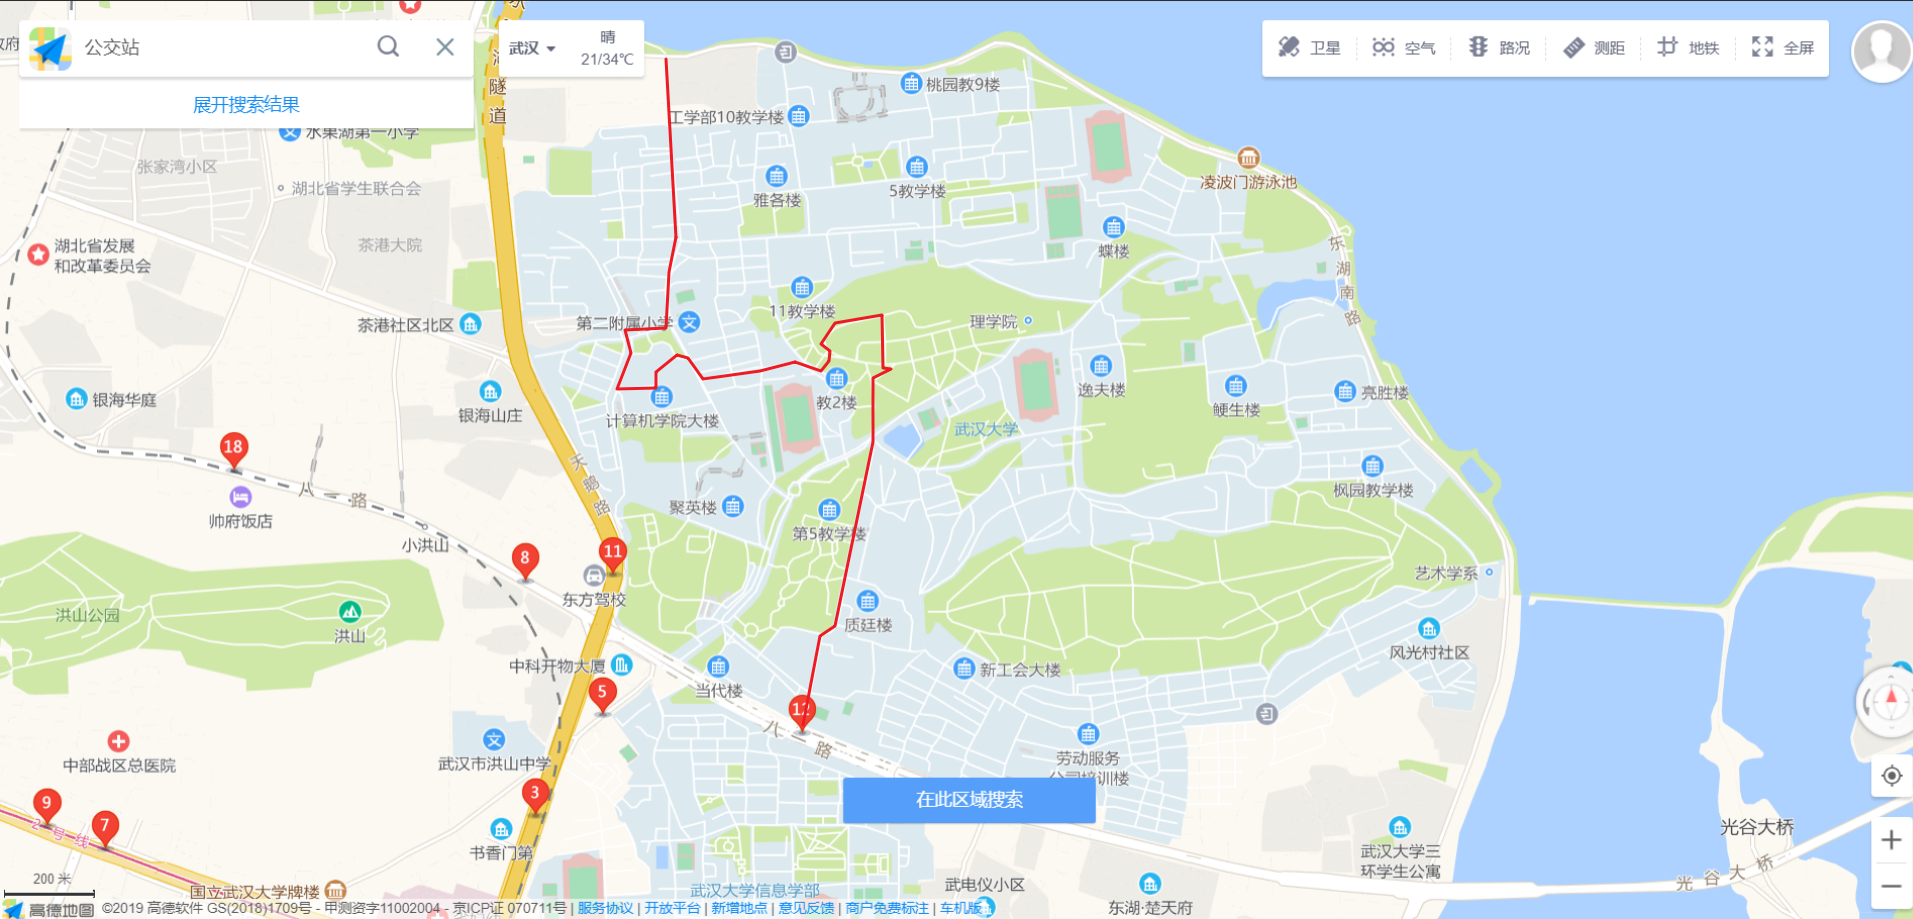 公交站
展开搜索结果
武汉
晴
21/34℃
卫星
空气
路况
测距
地铁
全屏
隧
道
水果湖第一小学
张家湾小区
湖北省学生联合会
茶港大院
湖北省发展
和改革委员会
茶港社区北区
银海华庭
银海山庄
工学部10教学楼
桃园教9楼
雅各楼
5教学楼
凌波门游泳池
蝶楼
东
湖
南
路
11教学楼
第二附属小学
理学院
教2楼
计算机学院大楼
武汉大学
逸夫楼
鲠生楼
亮胜楼
枫园教学楼
天
鹅
路
18
八
一
路
帅府饭店
小洪山
聚英楼
第5教学楼
8
11
东方驾校
艺术学系
洪山公园
洪山
质廷楼
风光村社区
中科开物大厦
当代楼
新工会大楼
5
12
八
路
武汉市洪山中学
中部战区总医院
劳动服务
公司培训楼
在此区域搜索
3
9
7
2
号
线
书香门第
光谷大桥
武汉大学三
环学生公寓
光
谷
大
桥
200 米
国立武汉大学牌楼
武汉大学信息学部
武电仪小区
东湖·楚天府
高德地图
©2019 高德软件 GS(2018)1709号 - 甲测资字11002004 - 京ICP证 070711号 | 服务协议 | 开放平台 | 新增地点 | 意见反馈 | 商户免费标注 | 车机版